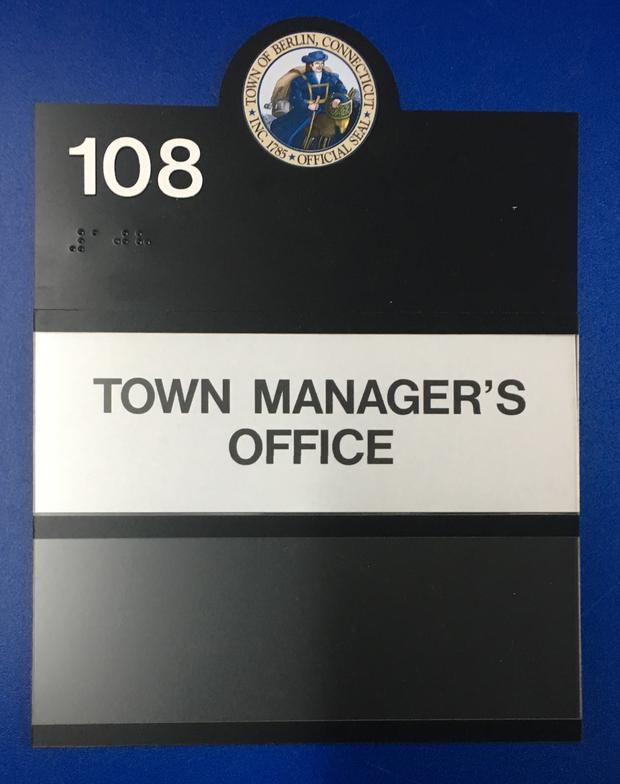 TOWN OF BERLIN, CONNECTICUT
INC. 1785 ★ OFFICIAL SEAL
108
TOWN MANAGER'S
OFFICE